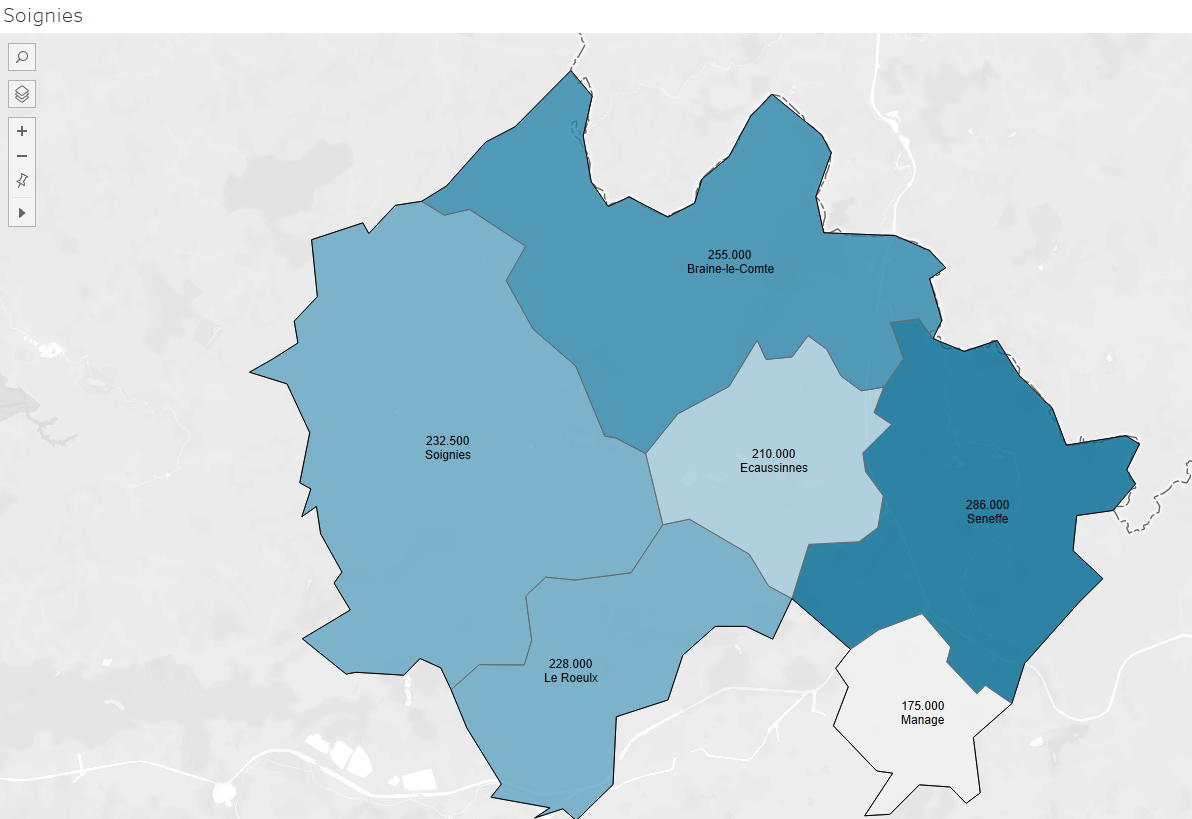 Soignies
255.000
Braine-le-Comte
232.500
Soignies
210.000
Ecaussinnes
286.000
Seneffe
228.000
Le Roeulx
175.000
Manage